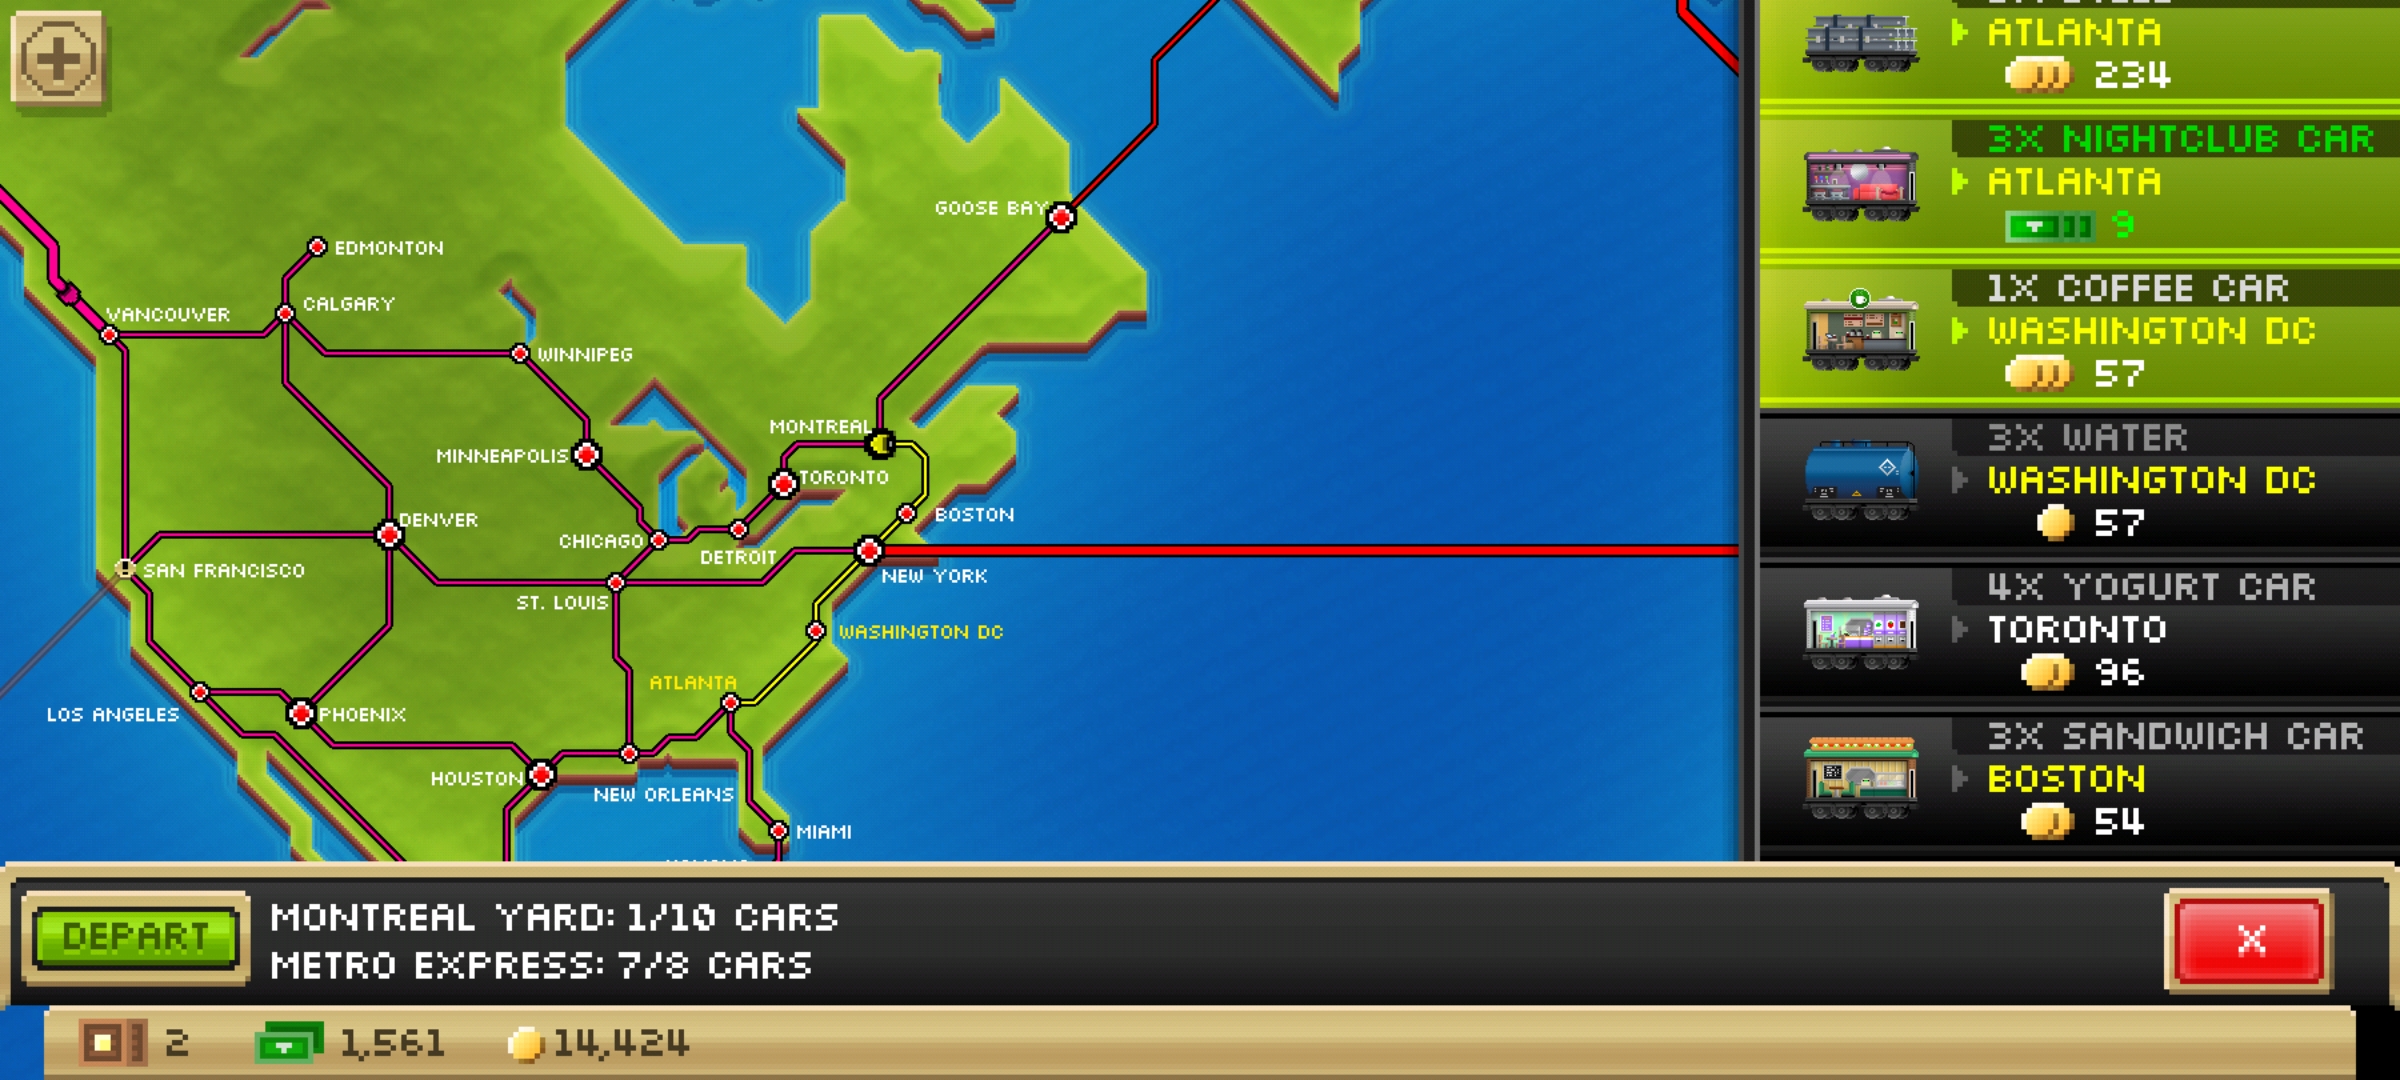 ATLANTA
234
3X NIGHTCLUB CAR
ATLANTA
9
1X COFFEE CAR
WASHINGTON DC
57
3X WATER
WASHINGTON DC
57
4X YOGURT CAR
TORONTO
96
3X SANDWICH CAR
BOSTON
54
GOOSE BAY
EDMONTON
CALGARY
VANCOUVER
WINNIPEG
MONTREAL
MINNEAPOLIS
TORONTO
DENVER
BOSTON
CHICAGO
DETROIT
SAN FRANCISCO
NEW YORK
ST. LOUIS
WASHINGTON DC
ATLANTA
LOS ANGELES
PHOENIX
HOUSTON
NEW ORLEANS
MIAMI
DEPART
MONTREAL YARD: 1/10 CARS
METRO EXPRESS: 7/8 CARS
X
2
1,561
14,424